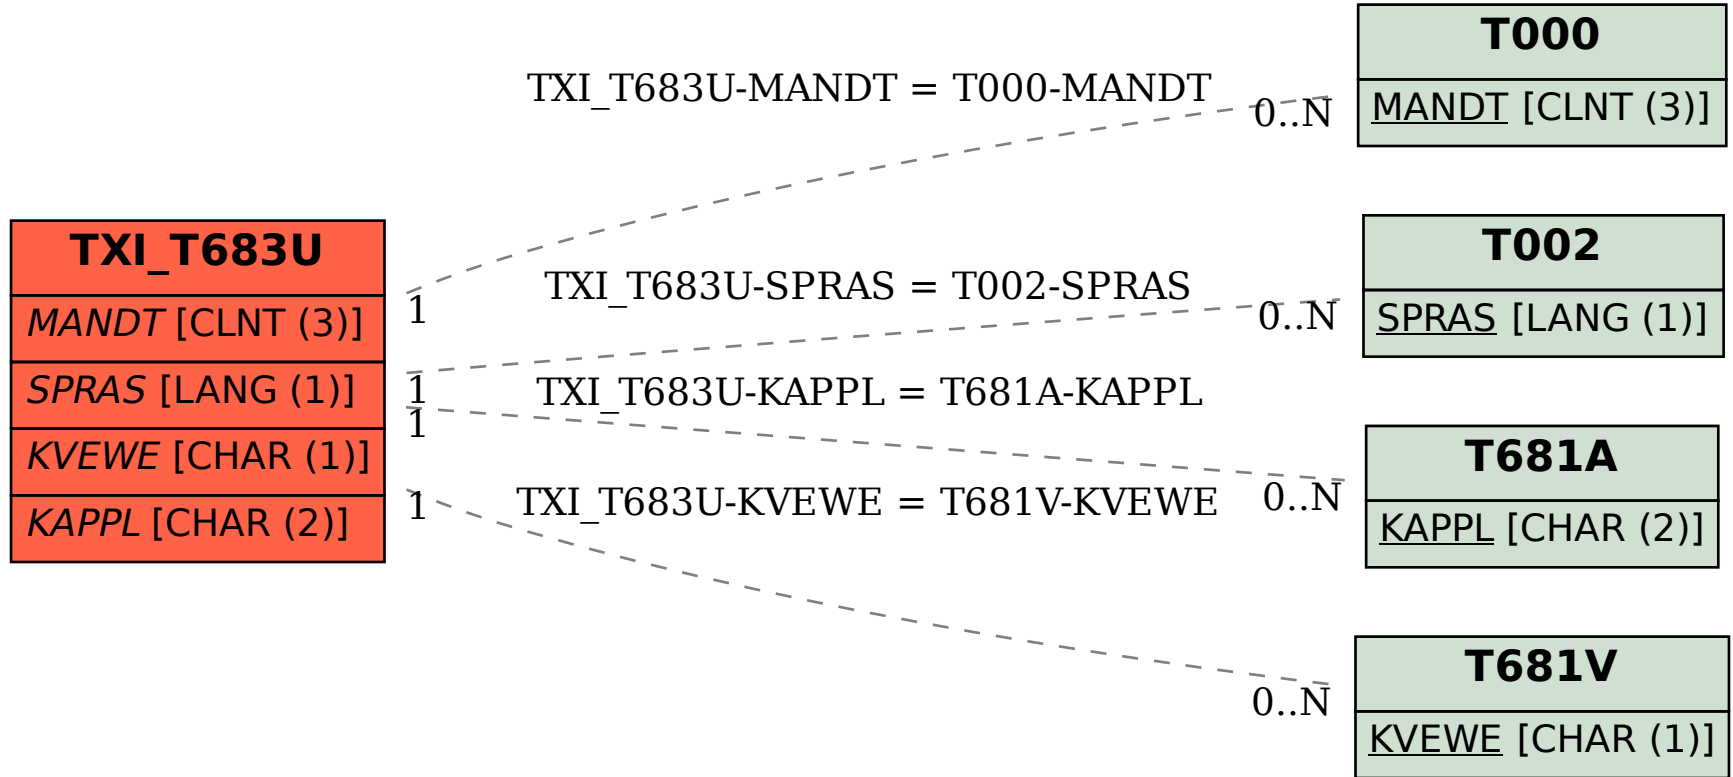 TXI_T683U
MANDT [CLNT (3)]
SPRAS [LANG (1)]
KVEWE [CHAR (1)]
KAPPL [CHAR (2)]
TXI_T683U-MANDT = T000-MANDT
1
0..N
TXI_T683U-SPRAS = T002-SPRAS
1
0..N
TXI_T683U-KAPPL = T681A-KAPPL
1
0..N
TXI_T683U-KVEWE = T681V-KVEWE
1
0..N
T000
MANDT [CLNT (3)]
T002
SPRAS [LANG (1)]
T681A
KAPPL [CHAR (2)]
T681V
KVEWE [CHAR (1)]